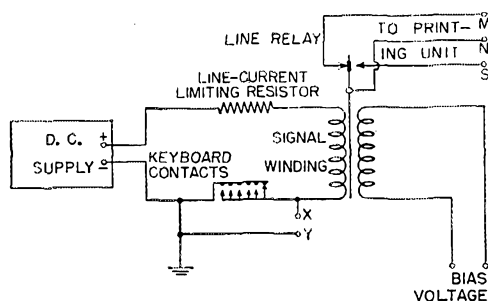 TO PRINT- M
LINE RELAY
N
ING UNIT
S
LINE-CURRENT
LIMITING RESISTOR
D. C. +
SUPPLY -
KEYBOARD
CONTACTS
SIGNAL
WINDING
X
Y
BIAS
VOLTAGE